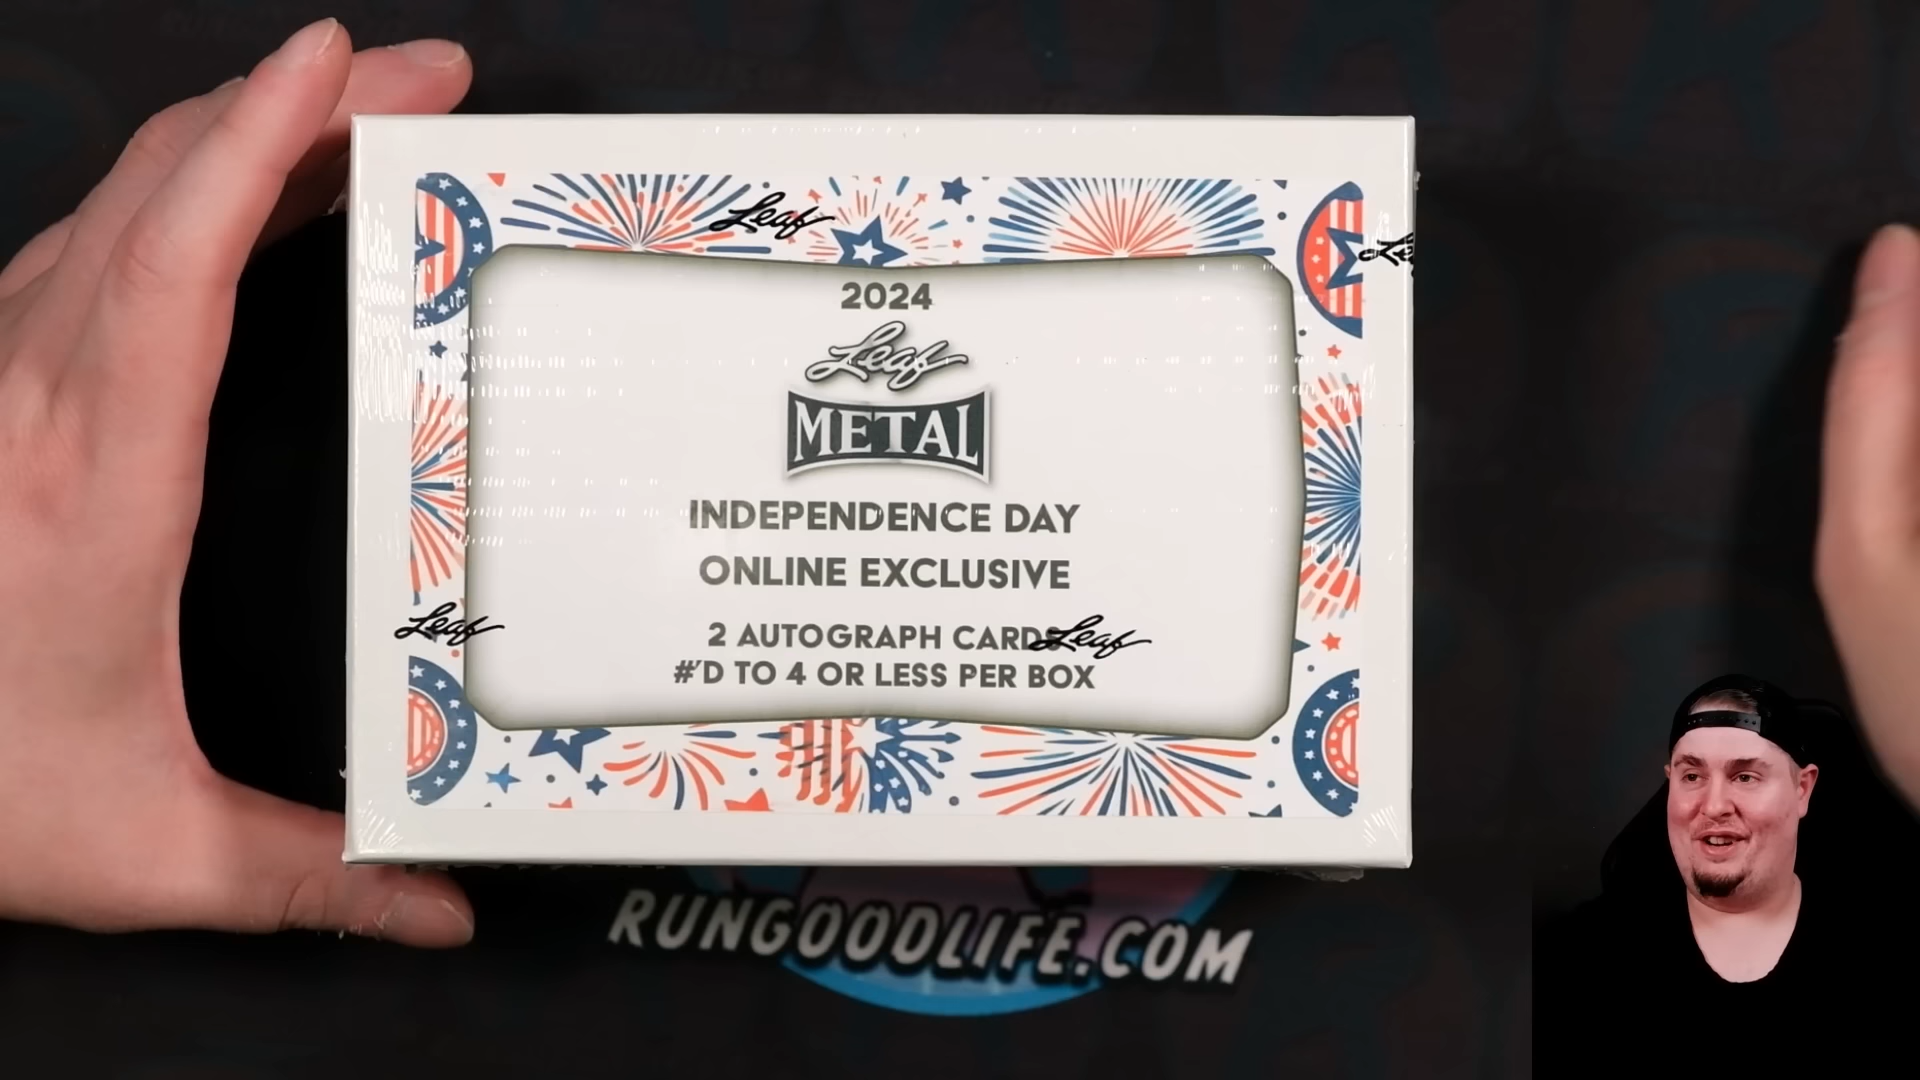 Leaf
2024
Leaf
METAL
INDEPENDENCE DAY
ONLINE EXCLUSIVE
2 AUTOGRAPH CARDS
#'D TO 4 OR LESS PER BOX
Leaf
Leaf
RUNGOODLIFE.COM